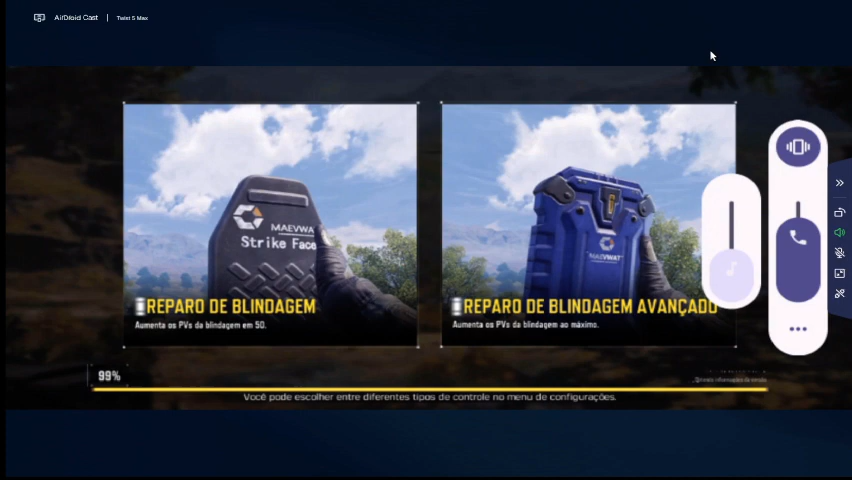 AirDroid Cast | Twist 5 Max
MAEVWAT
Strike Face
REPARO DE BLINDAGEM
Aumenta os PVs da blindagem em 50.
MAEVWAT
REPARO DE BLINDAGEM AVANÇADO
Aumenta os PVs da blindagem ao máximo.
99%
Você pode escolher entre diferentes tipos de controle no menu de configurações.